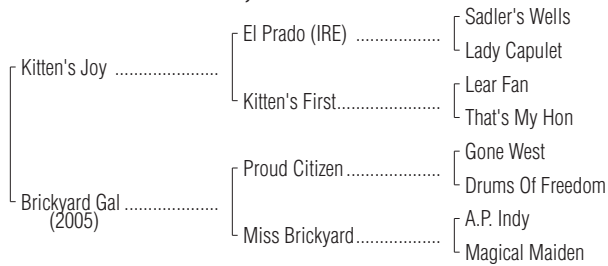 Sadler's Wells
El Prado (IRE) ..................
Lady Capulet
Kitten's Joy ......................
Lear Fan
Kitten's First......................
That's My Hon
Gone West
Proud Citizen....................
Drums Of Freedom
Brickyard Gal ....................
(2005)
A.P. Indy
Miss Brickyard..................
Magical Maiden